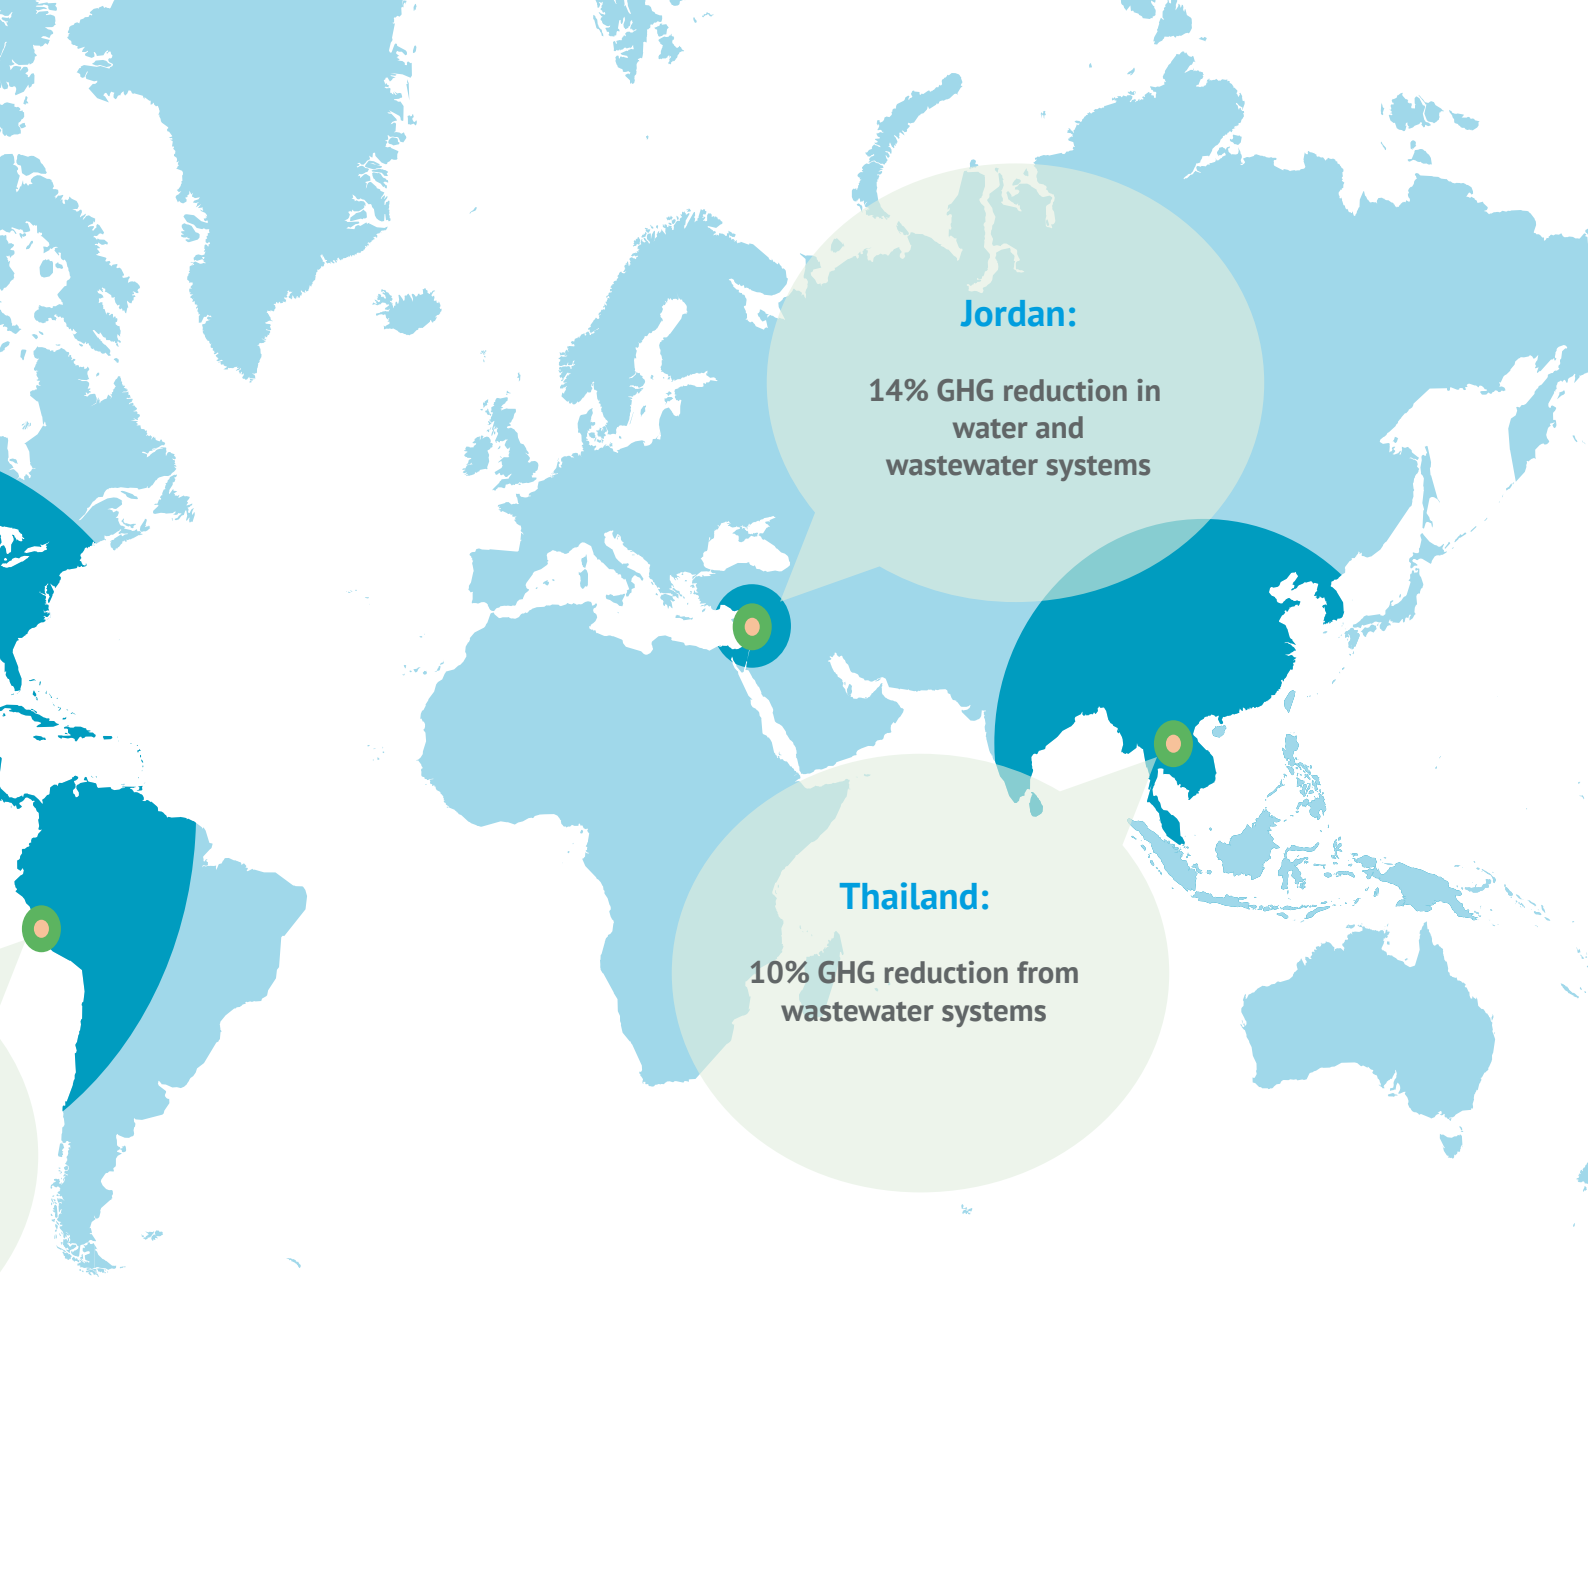 Jordan:
14% GHG reduction in
water and
wastewater systems
Thailand:
10% GHG reduction from
wastewater systems